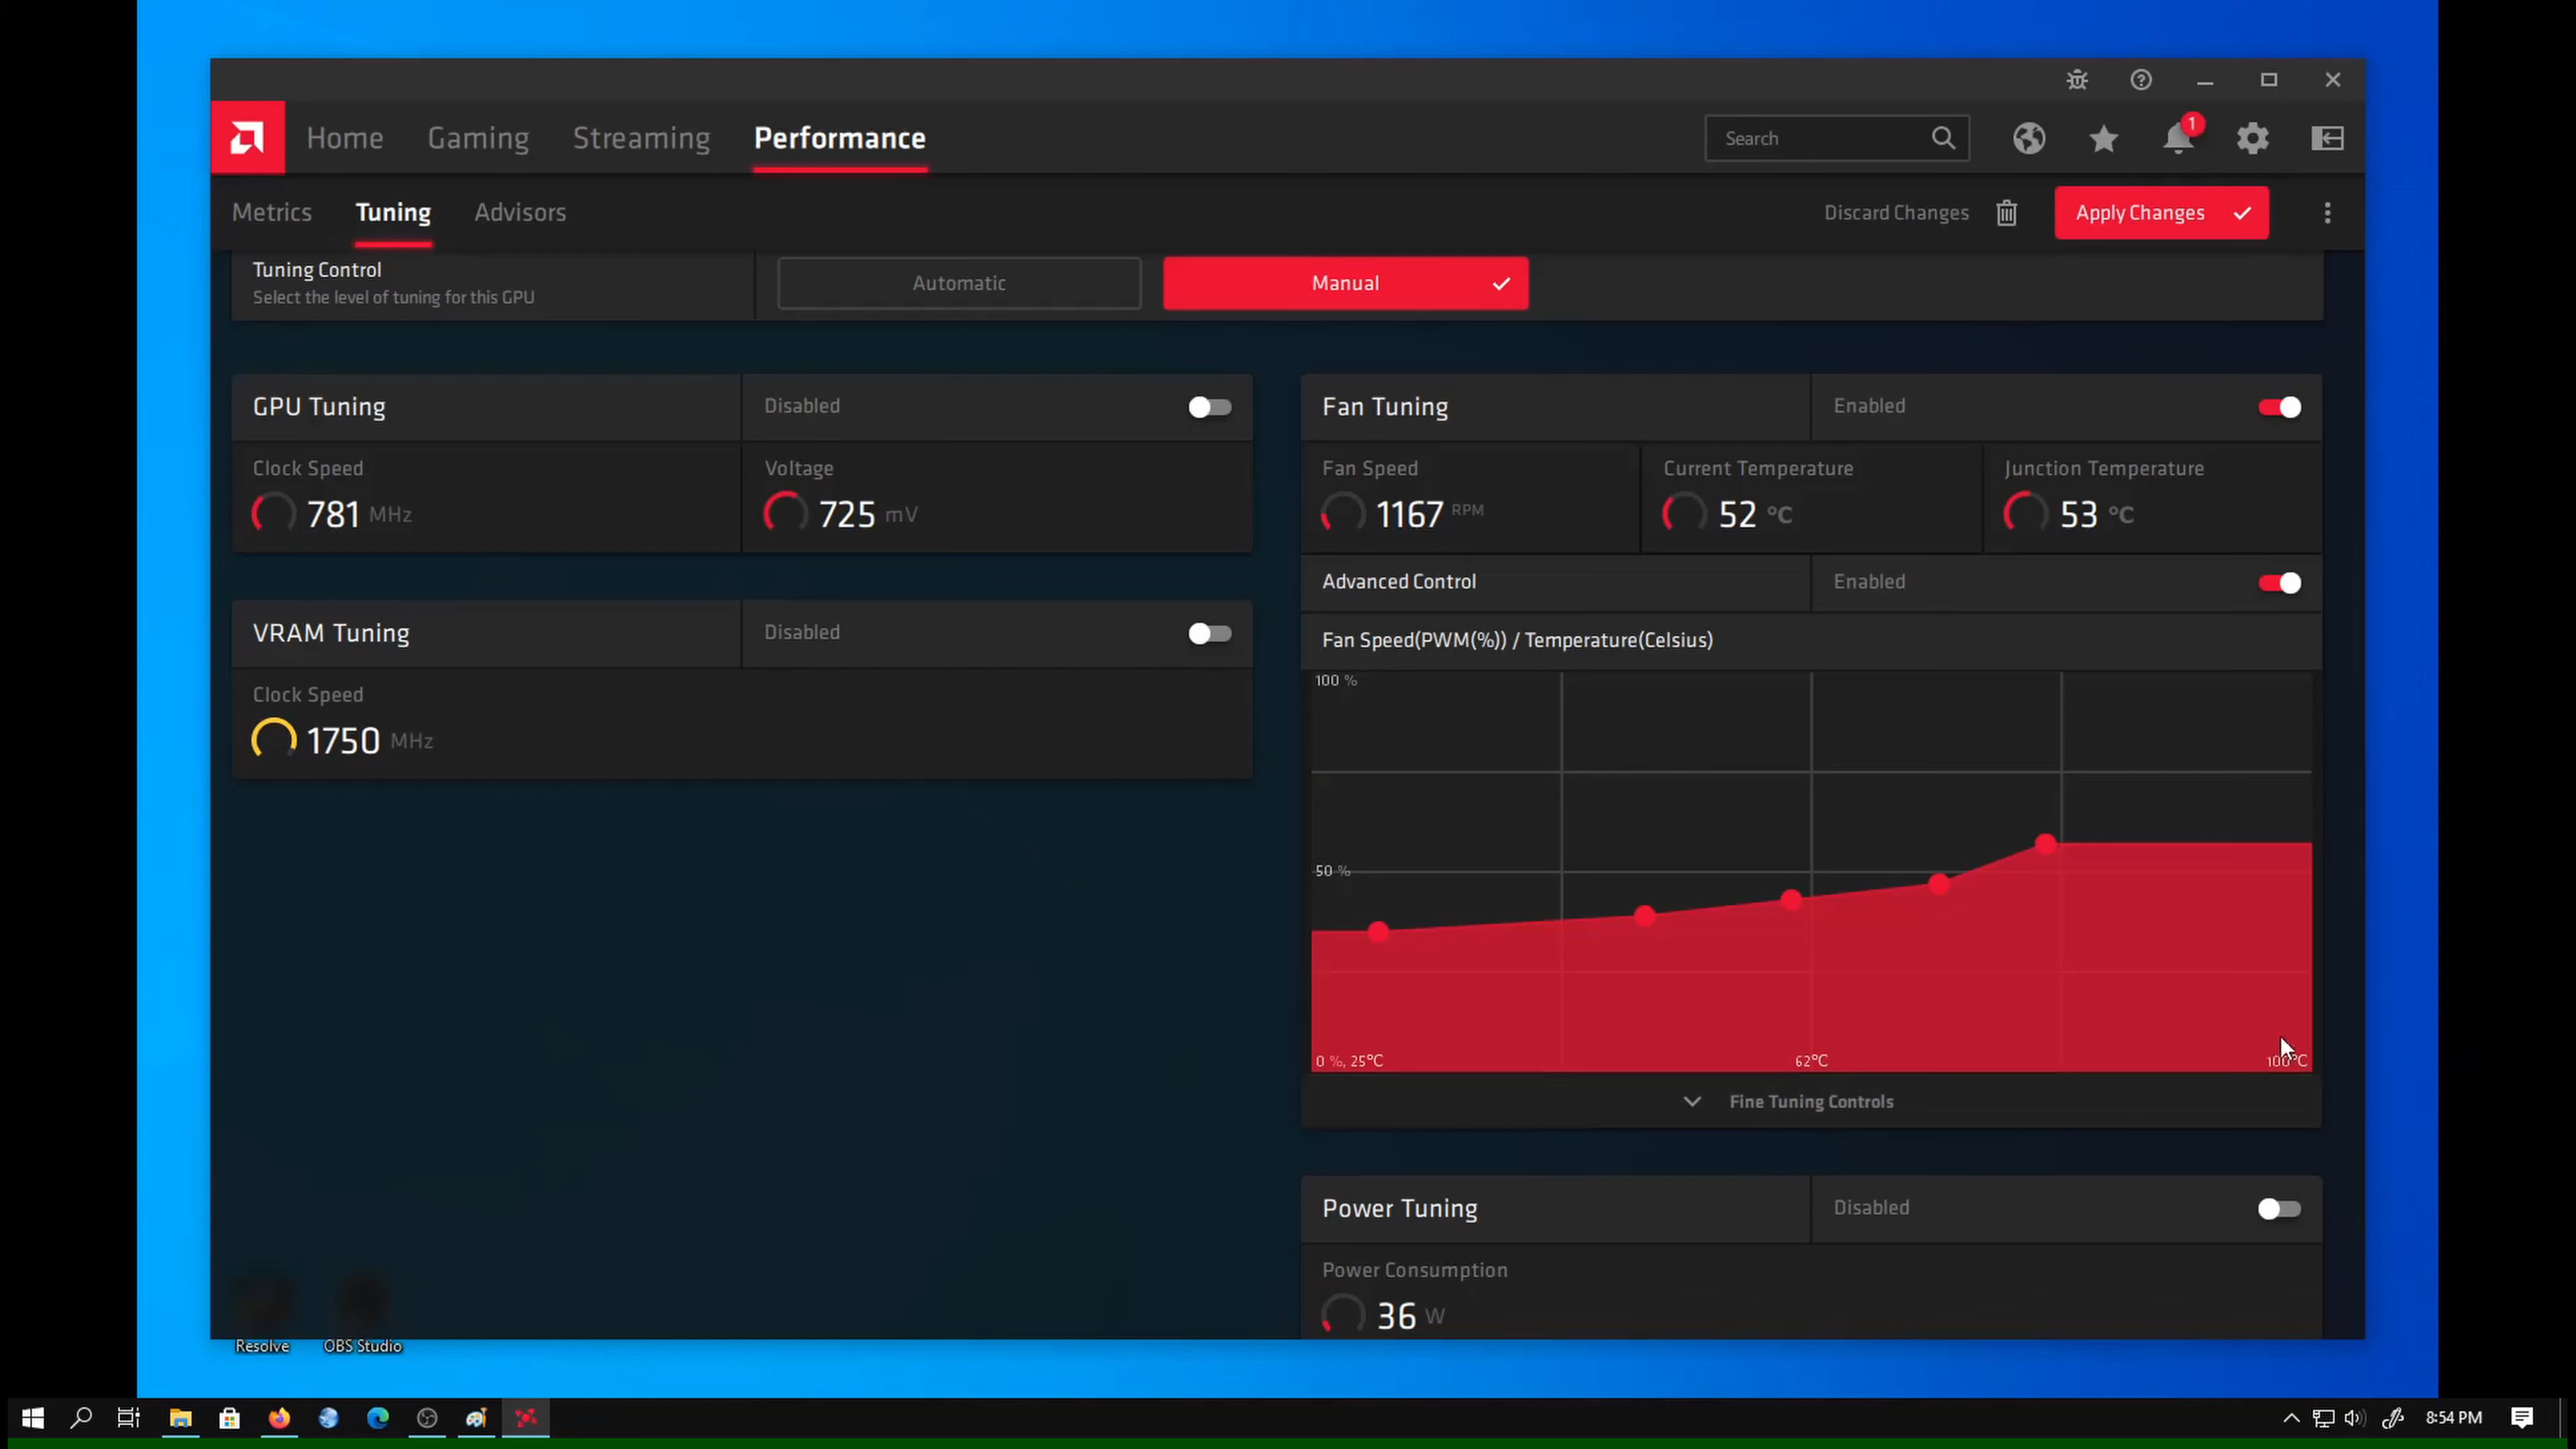 Home Gaming Streaming Performance Search 1
Metrics Tuning Advisors Discard Changes Apply Changes
Tuning Control
Select the level of tuning for this GPU
Automatic Manual
GPU Tuning Disabled
Clock Speed Voltage
781 MHz 725 mV
VRAM Tuning Disabled
Clock Speed
1750 MHz
Fan Tuning Enabled
Fan Speed Current Temperature Junction Temperature
1167 RPM 52 °C 53 °C
Advanced Control Enabled
Fan Speed(PWM(%)) / Temperature(Celsius)
100 %
50 %
0 %, 25°C 62°C 100°C
Fine Tuning Controls
Power Tuning Disabled
Power Consumption
36 W
Resolve OBS Studio
8:54 PM